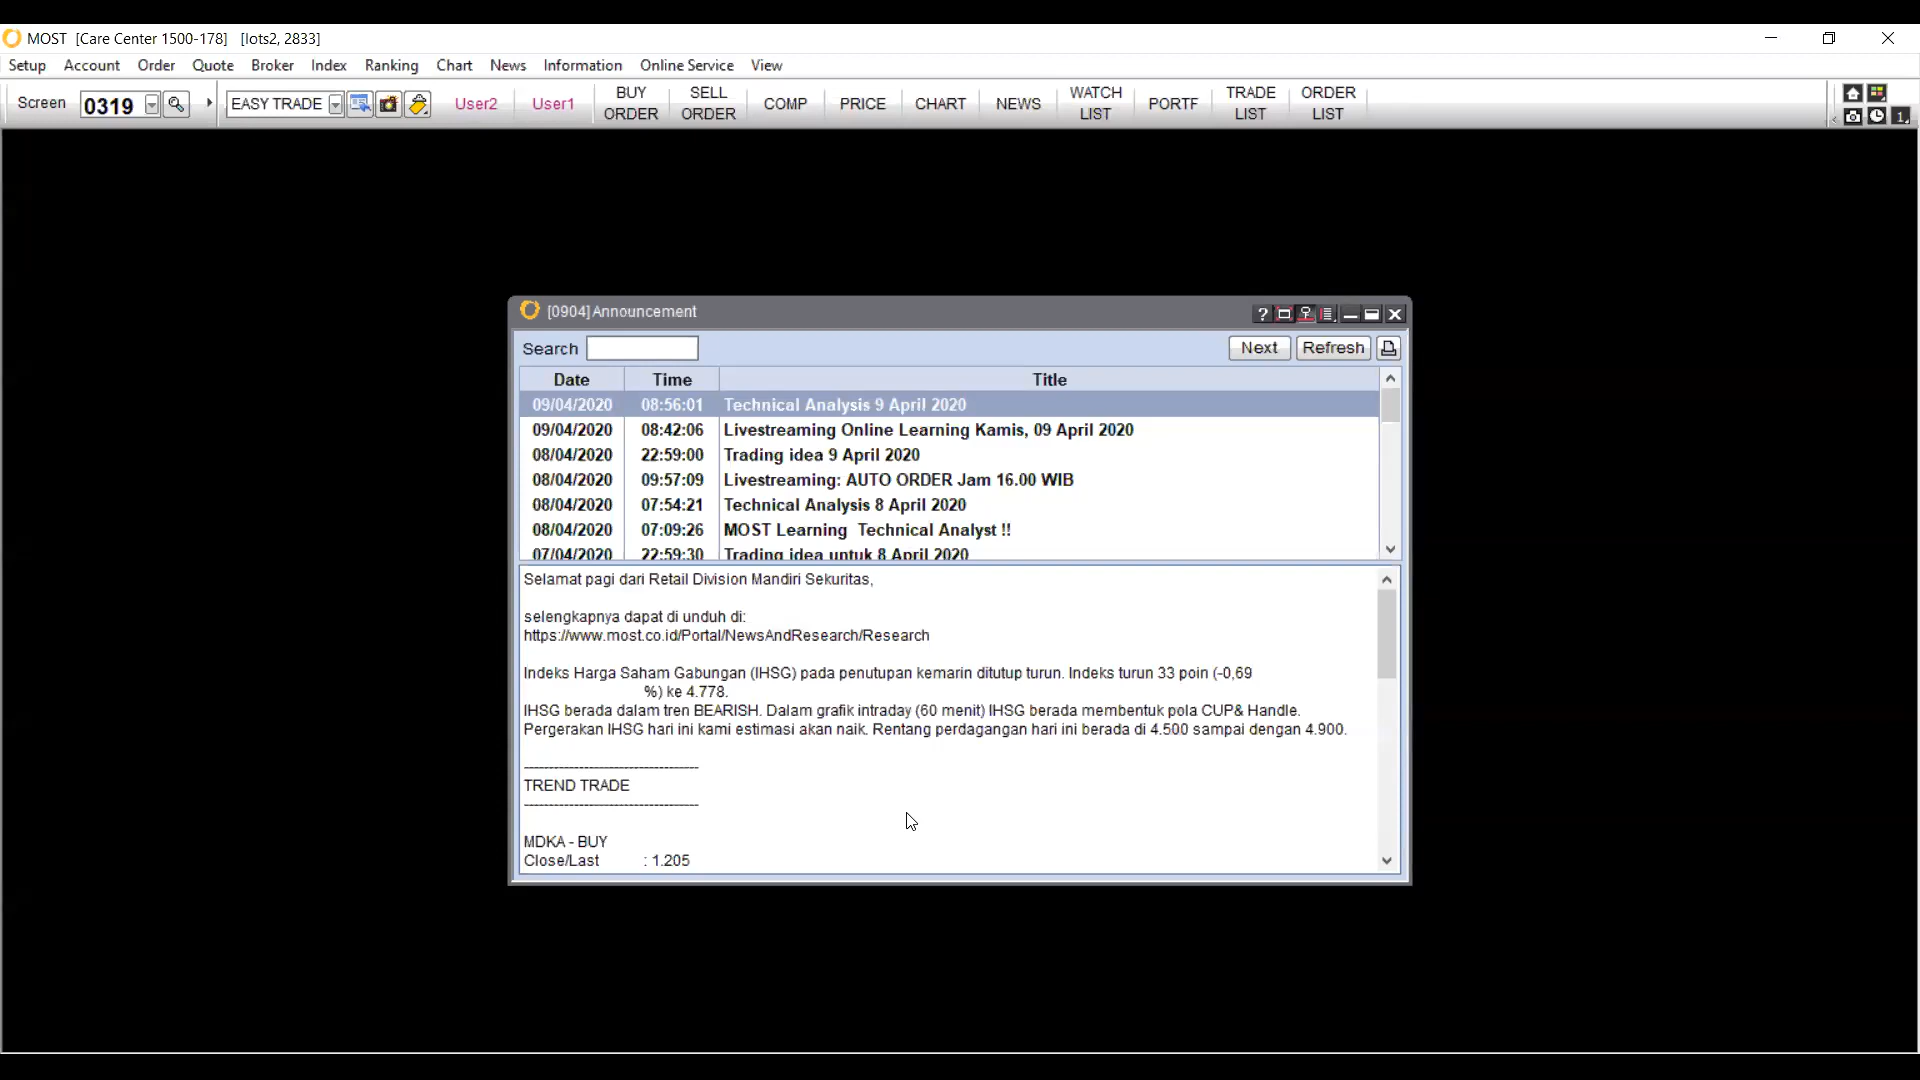 MOST [Care Center 1500-178] [lots2, 2833]
Setup Account Order Quote Broker Index Ranking Chart News Information Online Service View
Screen 0319 EASY TRADE User2 User1 BUY ORDER SELL ORDER COMP PRICE CHART NEWS WATCH LIST PORTF TRADE LIST ORDER LIST
1
[0904] Announcement
Search Next Refresh
Date Time Title
09/04/2020 08:56:01 Technical Analysis 9 April 2020
09/04/2020 08:42:06 Livestreaming Online Learning Kamis, 09 April 2020
08/04/2020 22:59:00 Trading idea 9 April 2020
08/04/2020 09:57:09 Livestreaming: AUTO ORDER Jam 16.00 WIB
08/04/2020 07:54:21 Technical Analysis 8 April 2020
08/04/2020 07:09:26 MOST Learning Technical Analyst !!
07/04/2020 22:59:30 Trading idea untuk 8 April 2020
Selamat pagi dari Retail Division Mandiri Sekuritas,
selengkapnya dapat di unduh di:
https://www.most.co.id/Portal/NewsAndResearch/Research
Indeks Harga Saham Gabungan (IHSG) pada penutupan kemarin ditutup turun. Indeks turun 33 poin (-0,69
%) ke 4.778.
IHSG berada dalam tren BEARISH. Dalam grafik intraday (60 menit) IHSG berada membentuk pola CUP& Handle.
Pergerakan IHSG hari ini kami estimasi akan naik. Rentang perdagangan hari ini berada di 4.500 sampai dengan 4.900.
-----------------------------------
TREND TRADE
-----------------------------------
MDKA - BUY
Close/Last : 1.205